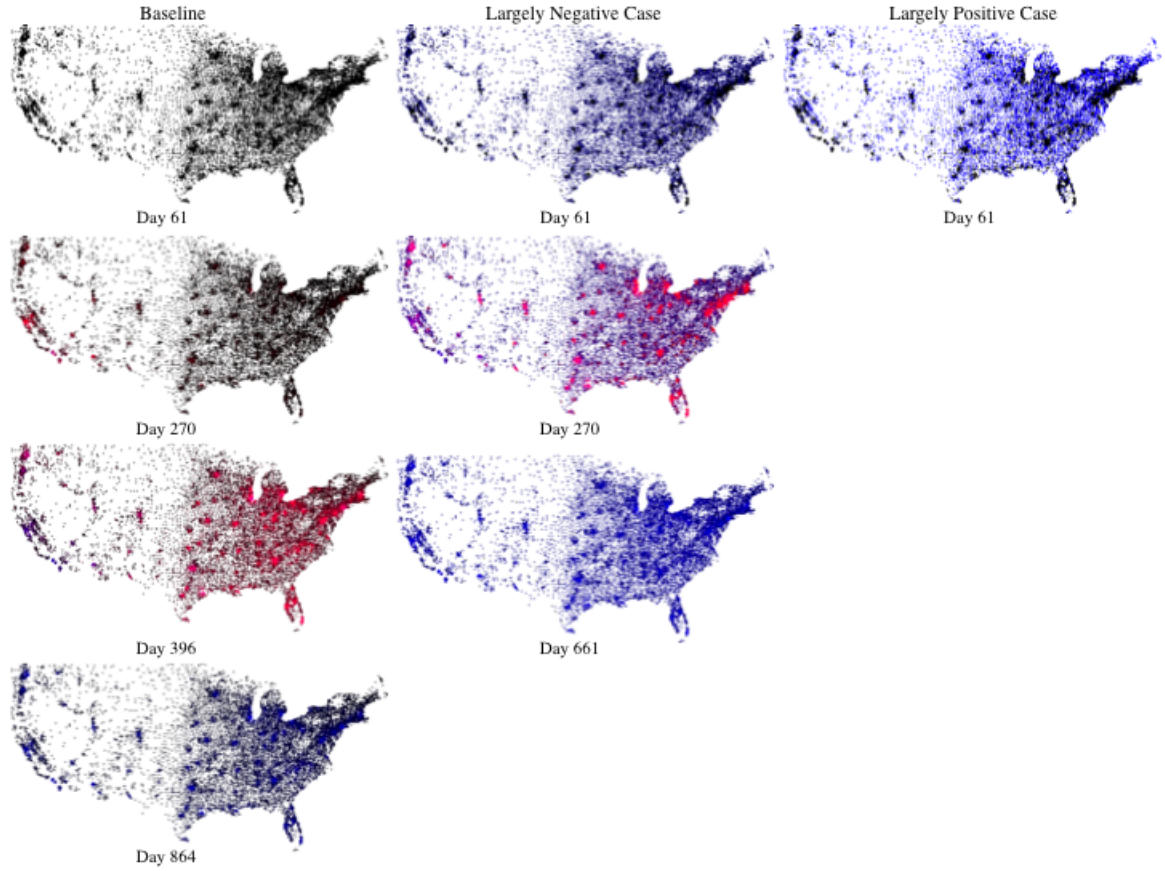 Baseline
Largely Negative Case
Largely Positive Case
Day 61
Day 61
Day 61
Day 270
Day 270
Day 396
Day 661
Day 864